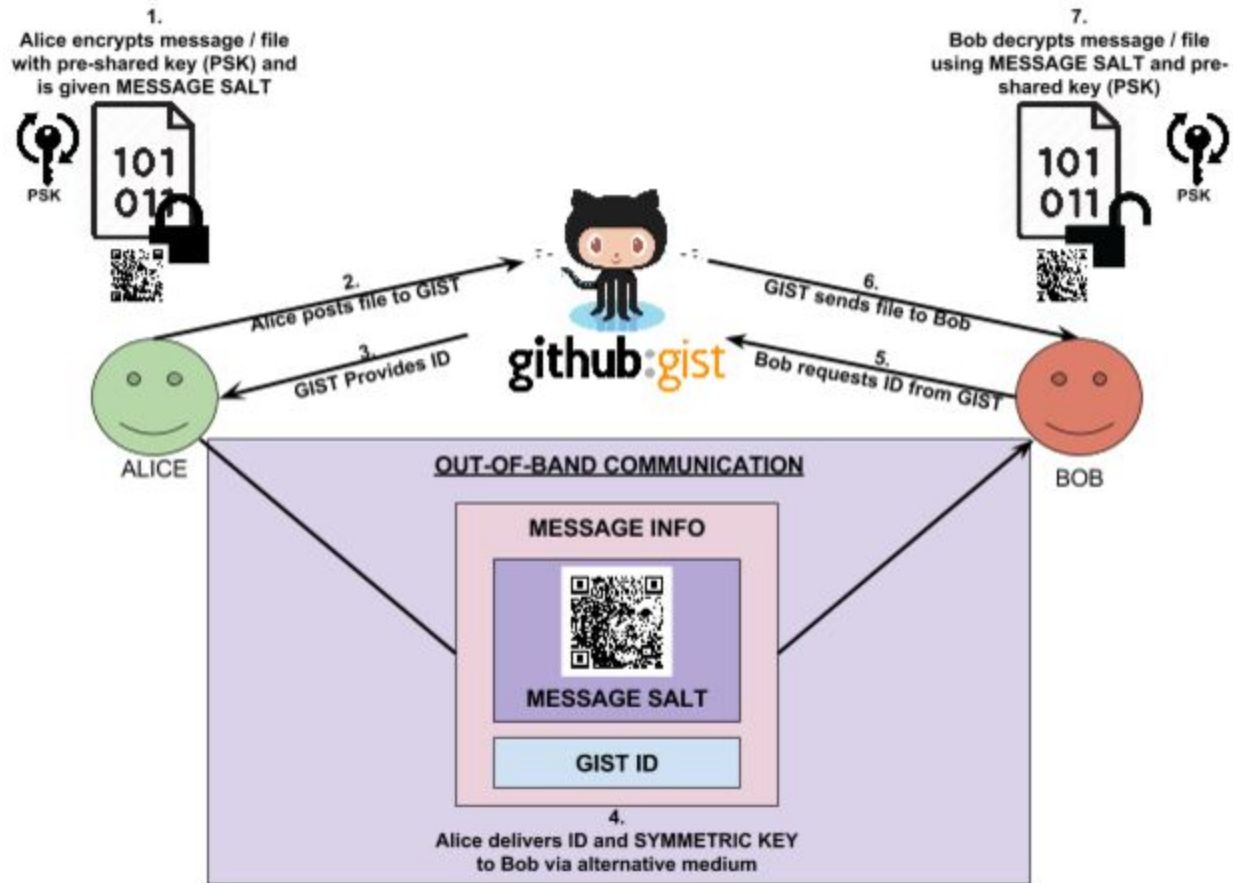 1.
Alice encrypts message / file
with pre-shared key (PSK) and
is given MESSAGE SALT
PSK
101
011
7.
Bob decrypts message / file
using MESSAGE SALT and pre-
shared key (PSK)
101
011
PSK
2.
Alice posts file to GIST
3.
GIST Provides ID
github:gist
6.
GIST sends file to Bob
5.
Bob requests ID from GIST
ALICE
BOB
OUT-OF-BAND COMMUNICATION
MESSAGE INFO
MESSAGE SALT
GIST ID
4.
Alice delivers ID and SYMMETRIC KEY
to Bob via alternative medium